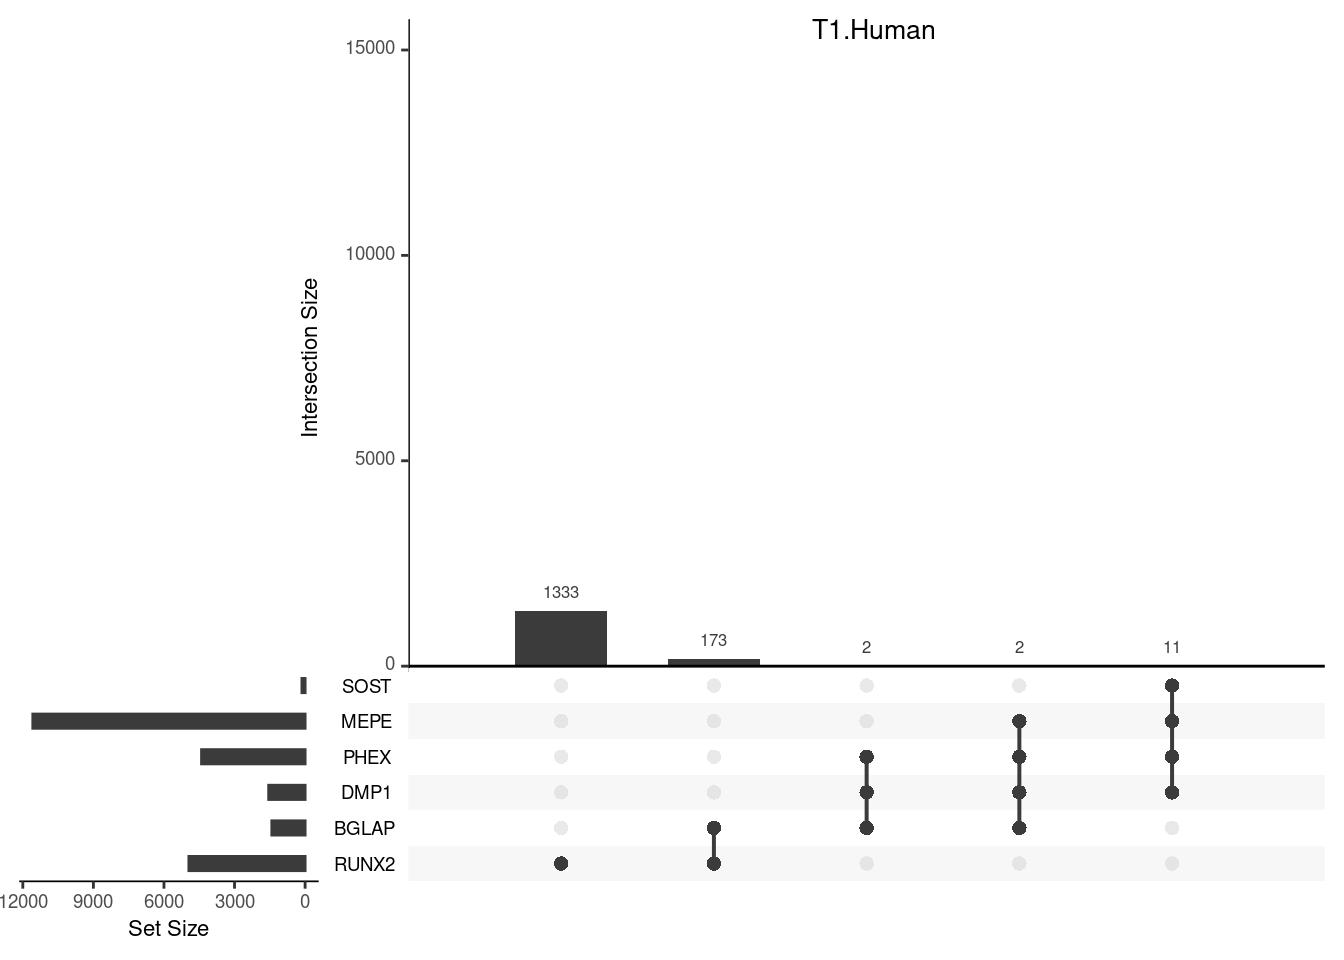 T1.Human
15000
10000
5000
0
Intersection Size
1333
173
2
2
11
SOST
MEPE
PHEX
DMP1
BGLAP
RUNX2
12000 9000 6000 3000 0
Set Size